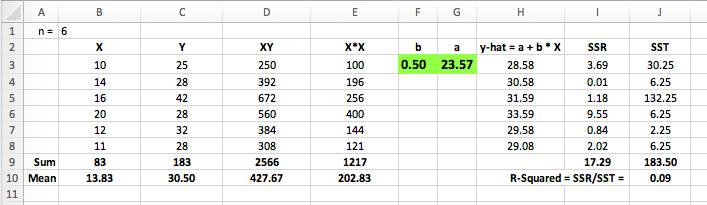 A B C D E F G H I J
1 n = 6
2 X Y XY X*X b a y-hat = a + b * X SSR SST
3 10 25 250 100 0.50 23.57 28.58 3.69 30.25
4 14 28 392 196 30.58 0.01 6.25
5 16 42 672 256 31.59 1.18 132.25
6 20 28 560 400 33.59 9.55 6.25
7 12 32 384 144 29.58 0.84 2.25
8 11 28 308 121 29.08 2.02 6.25
9 Sum 83 183 2566 1217 17.29 183.50
10 Mean 13.83 30.50 427.67 202.83 R-Squared = SSR/SST = 0.09
11